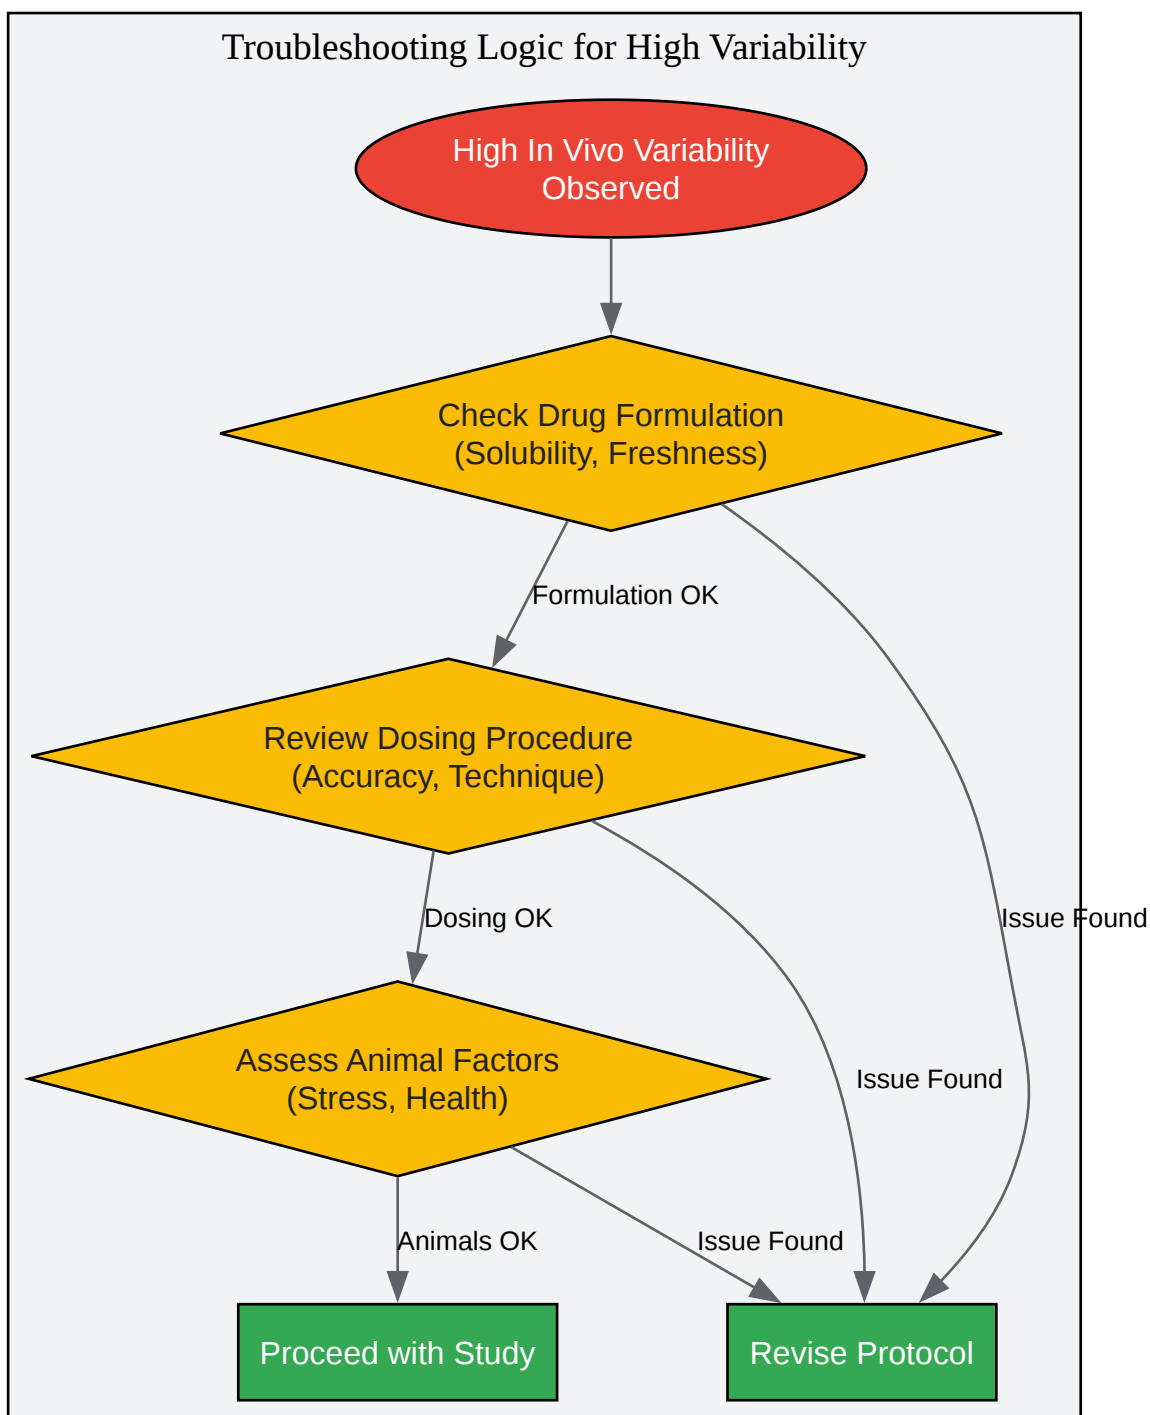 Troubleshooting Logic for High Variability
High In Vivo Variability
Observed
Check Drug Formulation
(Solubility, Freshness)
Formulation OK
Review Dosing Procedure
(Accuracy, Technique)
Dosing OK
Issue Found
Assess Animal Factors
(Stress, Health)
Issue Found
Animals OK
Issue Found
Proceed with Study
Revise Protocol